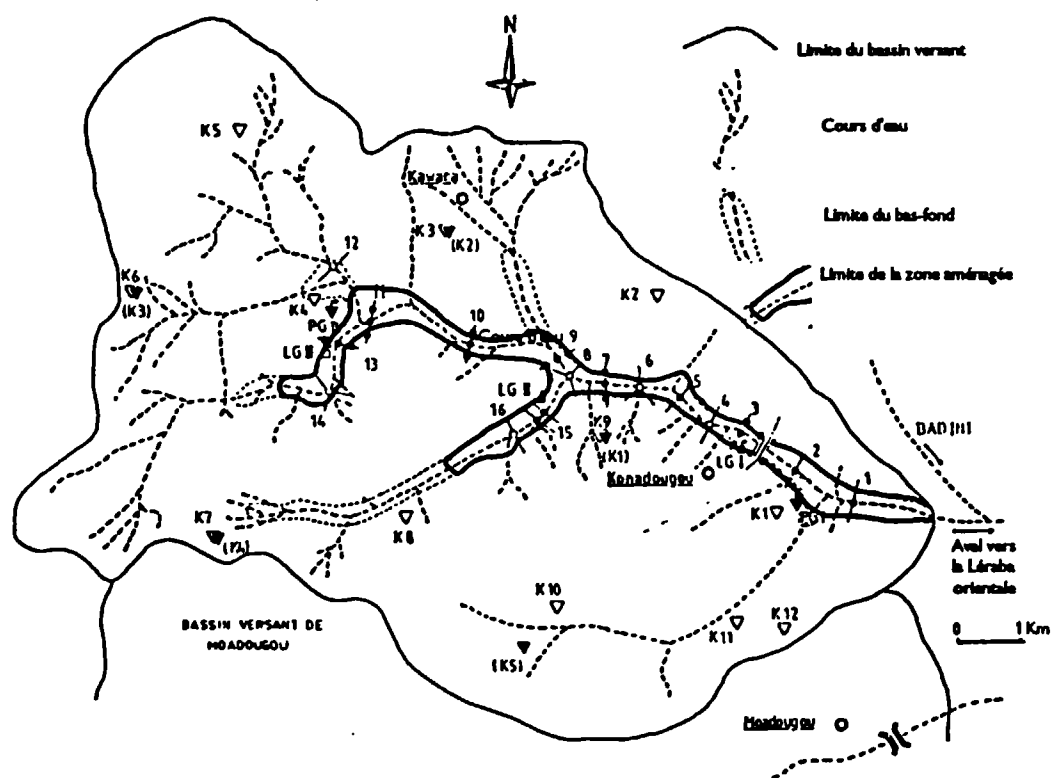 N
Limite du bassin versant
K5
Cours d'eau
Kawara
Limite du bas-fond
K3
(K2)
12
K6
(K3)
Limite de la zone aménagée
K2
K4
11
PG
10
9
8
7
6
LG III
13
5
LG II
4
3
14
16
15
K9
(K1)
DADJIII
LG I
2
1
Konadougou
K1
PG
K7
K8
Aval vers
la Léraba
orientale
K10
K12
K11
BASSIN VERSANT DE
MOADOUGOU
(K5)
0 1 Km
Moadougou